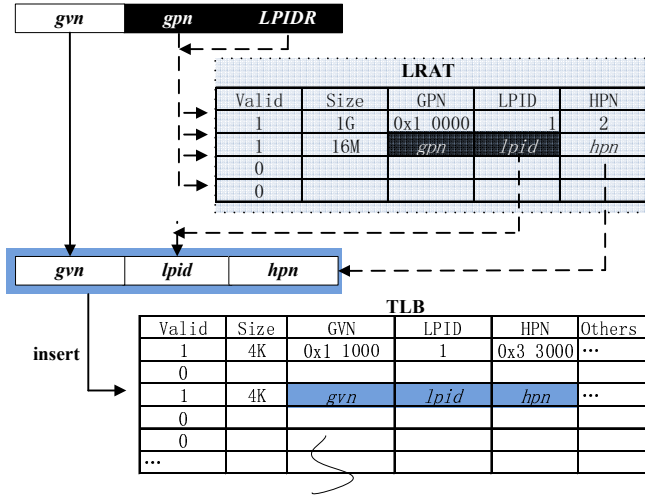 gvn gpn LPIDR
LRAT
Valid Size GPN LPID HPN
1 1G 0x1 0000 1 2
1 16M gpn lpid hpn
0
0
gvn lpid hpn
TLB
insert
Valid Size GVN LPID HPN Others
1 4K 0x1 1000 1 0x3 3000 ...
0
1 4K gvn lpid hpn ...
0
0
...